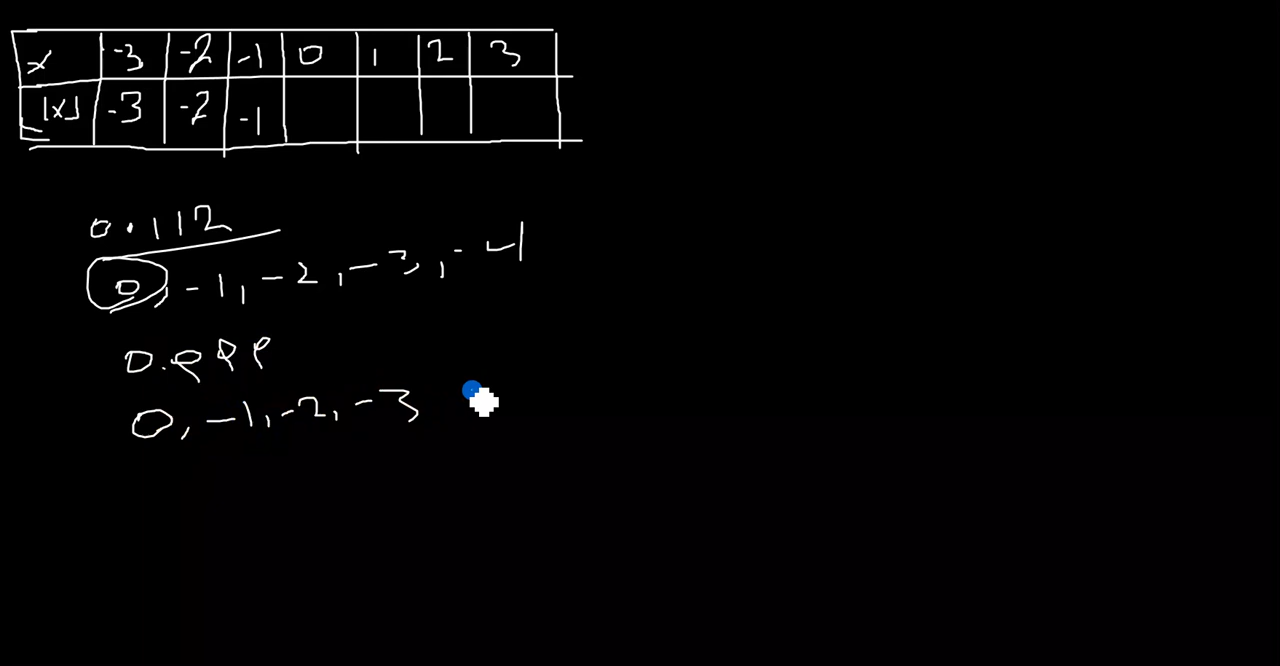 x -3 -2 -1 0 1 2 3
⌊x⌋ -3 -2 -1
0.112
0, -1, -2, -3, -4
0.999
0, -1, -2, -3